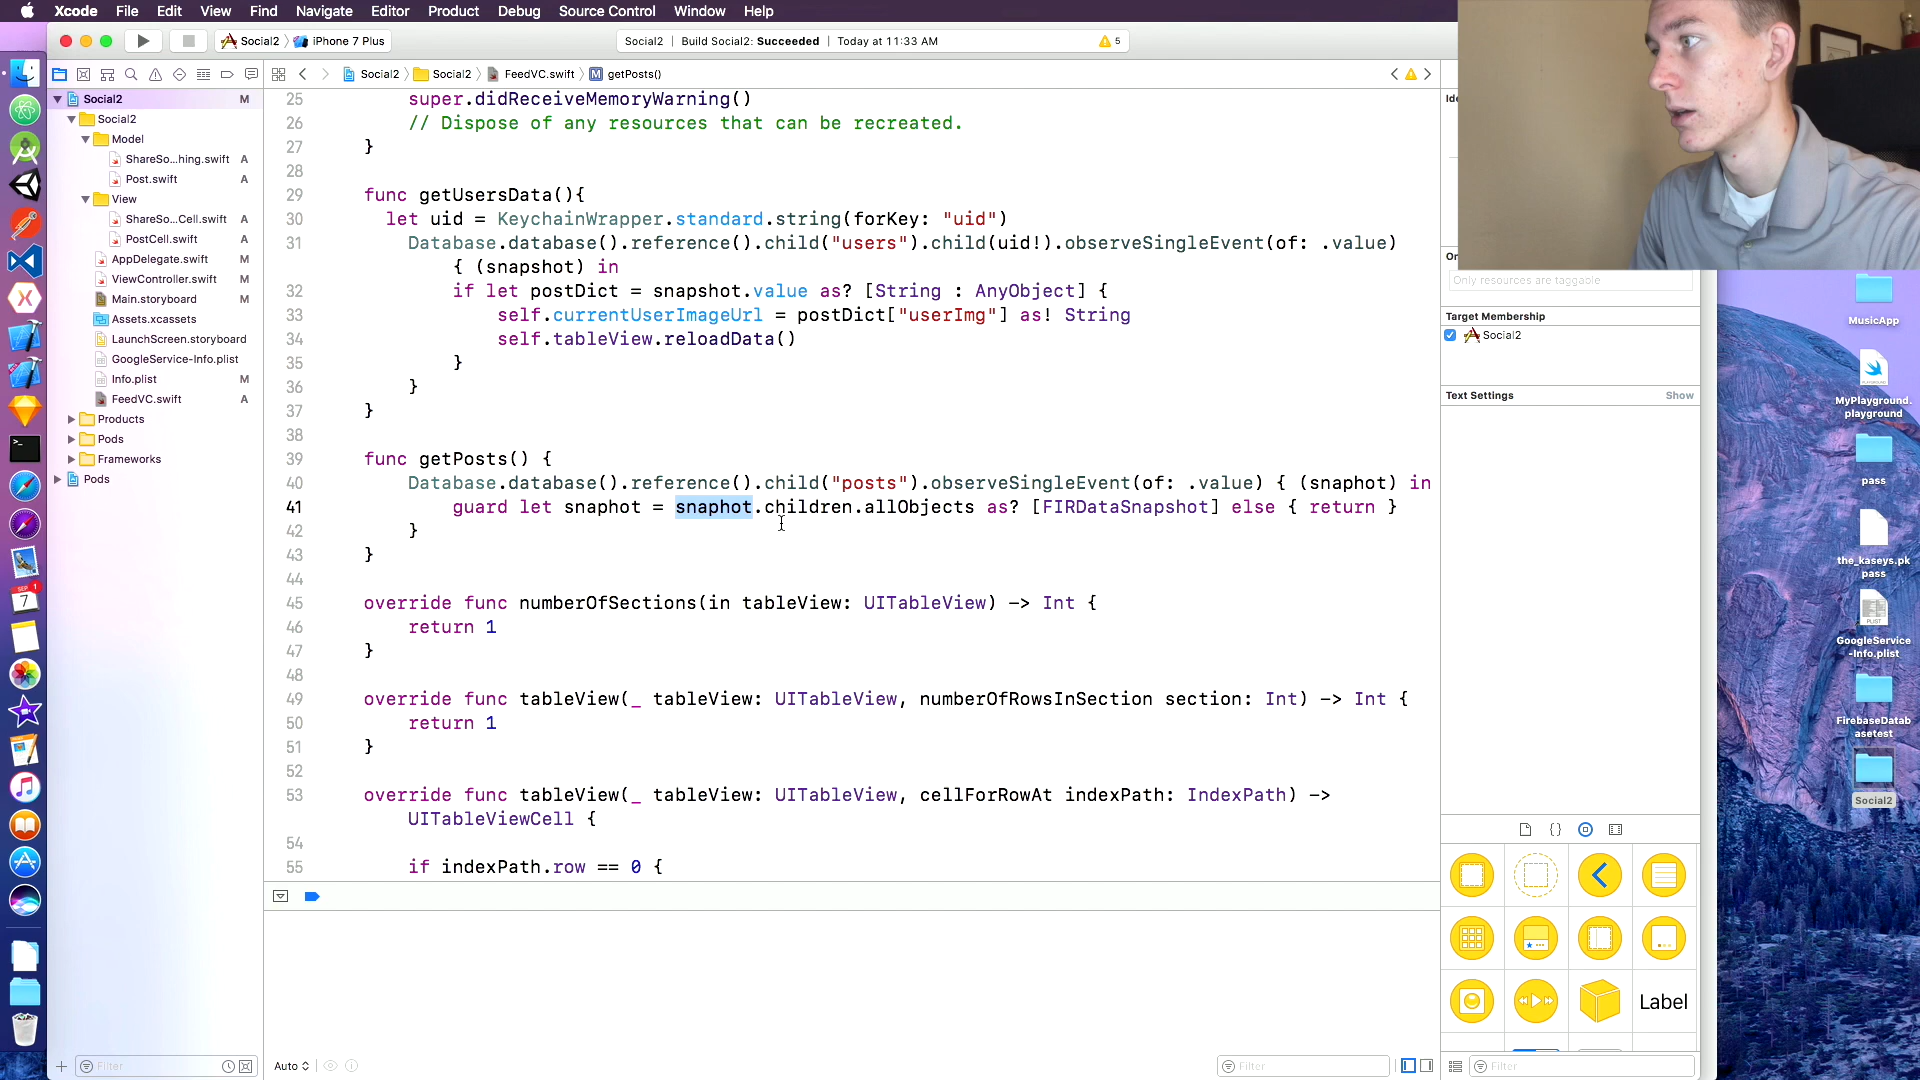 Xcode File Edit View Find Navigate Editor Product Debug Source Control Window Help
Social2 iPhone 7 Plus
Social2 | Build Social2: Succeeded | Today at 11:33 AM
5
Social2 Social2 FeedVC.swift M getPosts()
Social2 M
Social2
Model
ShareSo...hing.swift A
Post.swift A
View
ShareSo...Cell.swift A
PostCell.swift A
AppDelegate.swift M
ViewController.swift M
Main.storyboard M
Assets.xcassets
LaunchScreen.storyboard
GoogleService-Info.plist
Info.plist M
FeedVC.swift A
Products
Pods
Frameworks
Pods
Filter
25 super.didReceiveMemoryWarning()
26 // Dispose of any resources that can be recreated.
27 }
28
29 func getUsersData(){
30 let uid = KeychainWrapper.standard.string(forKey: "uid")
31 Database.database().reference().child("users").child(uid!).observeSingleEvent(of: .value)
{ (snapshot) in
32 if let postDict = snapshot.value as? [String : AnyObject] {
33 self.currentUserImageUrl = postDict["userImg"] as! String
34 self.tableView.reloadData()
35 }
36 }
37 }
38
39 func getPosts() {
40 Database.database().reference().child("posts").observeSingleEvent(of: .value) { (snaphot) in
41 guard let snaphot = snaphot.children.allObjects as? [FIRDataSnapshot] else { return }
42 }
43 }
44
45 override func numberOfSections(in tableView: UITableView) -> Int {
46 return 1
47 }
48
49 override func tableView(_ tableView: UITableView, numberOfRowsInSection section: Int) -> Int {
50 return 1
51 }
52
53 override func tableView(_ tableView: UITableView, cellForRowAt indexPath: IndexPath) ->
UITableViewCell {
54
55 if indexPath.row == 0 {
Auto
Filter
Only resources are taggable
Target Membership
Social2
Text Settings Show
Label
Filter
SEP
7
1
MusicApp
PLAYGROUND
MyPlayground.
playground
pass
the_kaseys.pk
pass
PLIST
GoogleService
-Info.plist
FirebaseDatab
asetest
Social2